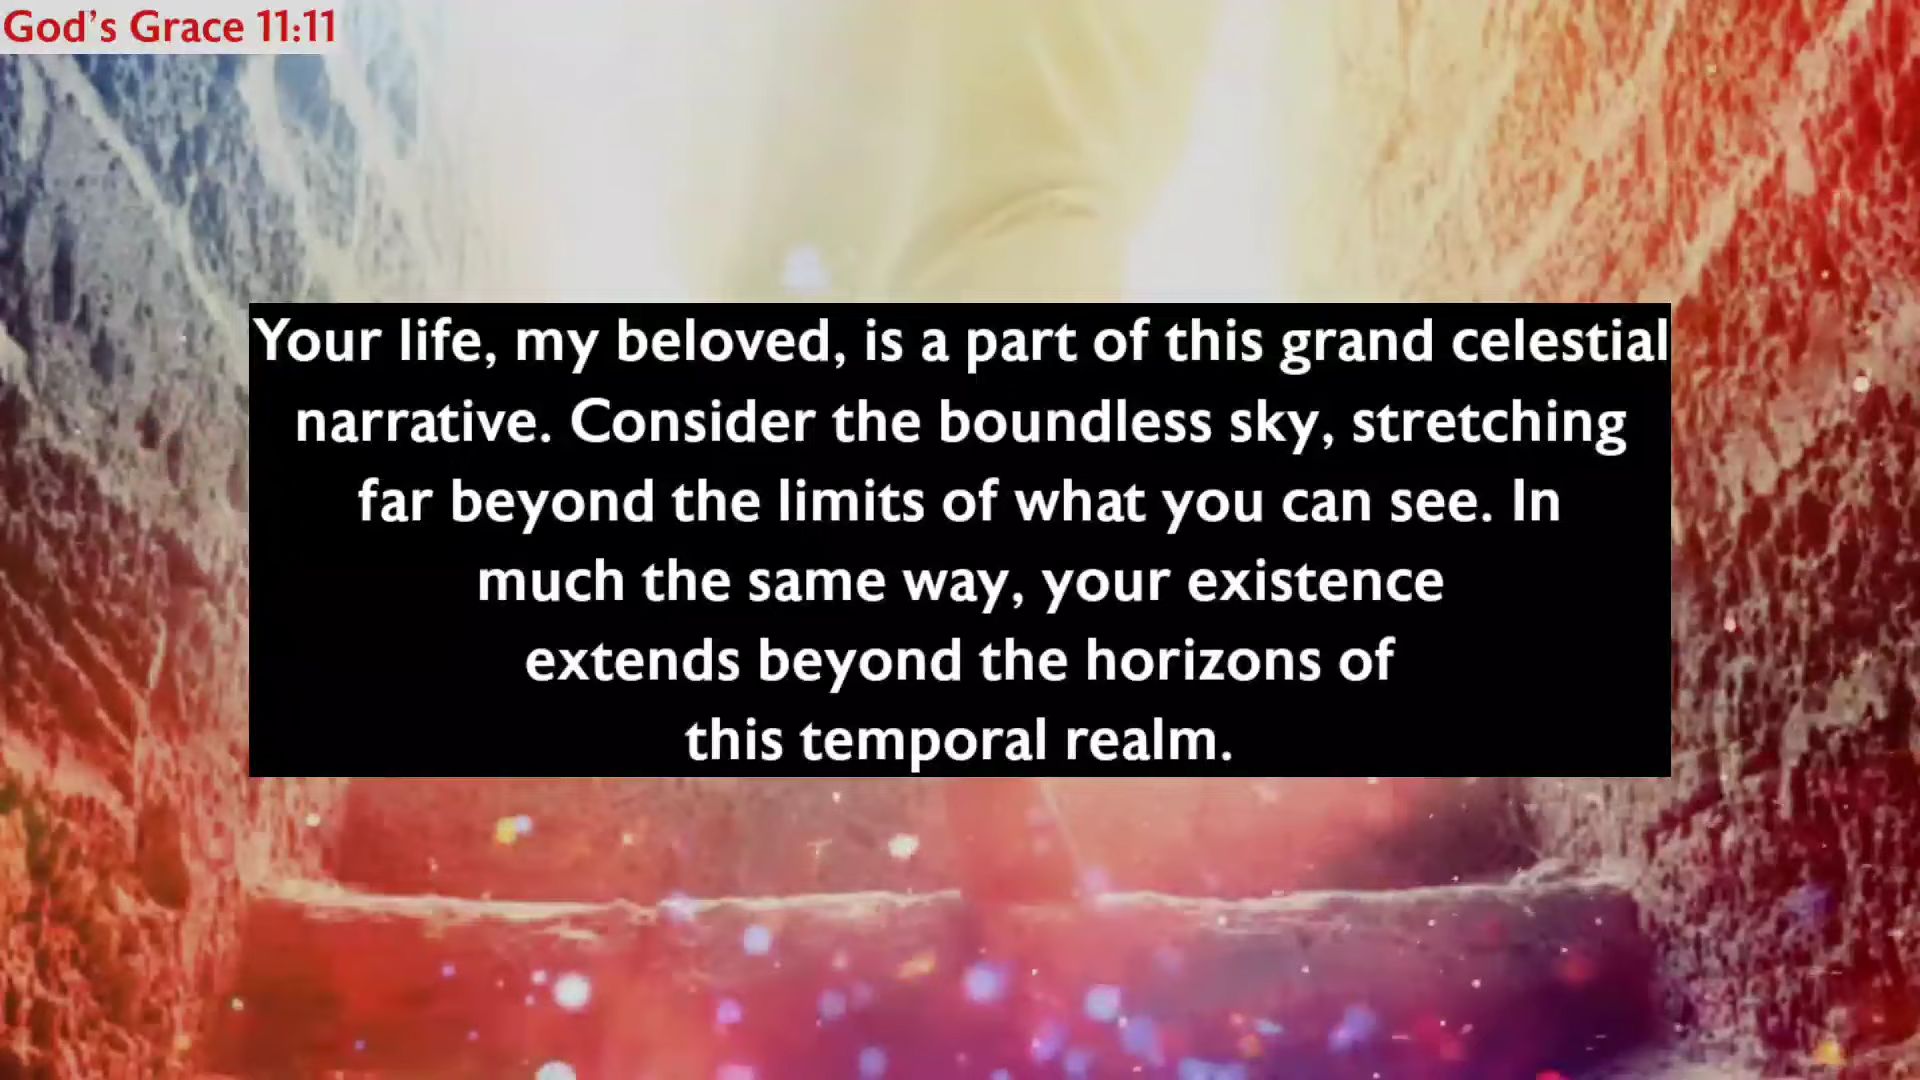 God's Grace 11:11
Your life, my beloved, is a part of this grand celestial
narrative. Consider the boundless sky, stretching
far beyond the limits of what you can see. In
much the same way, your existence
extends beyond the horizons of
this temporal realm.